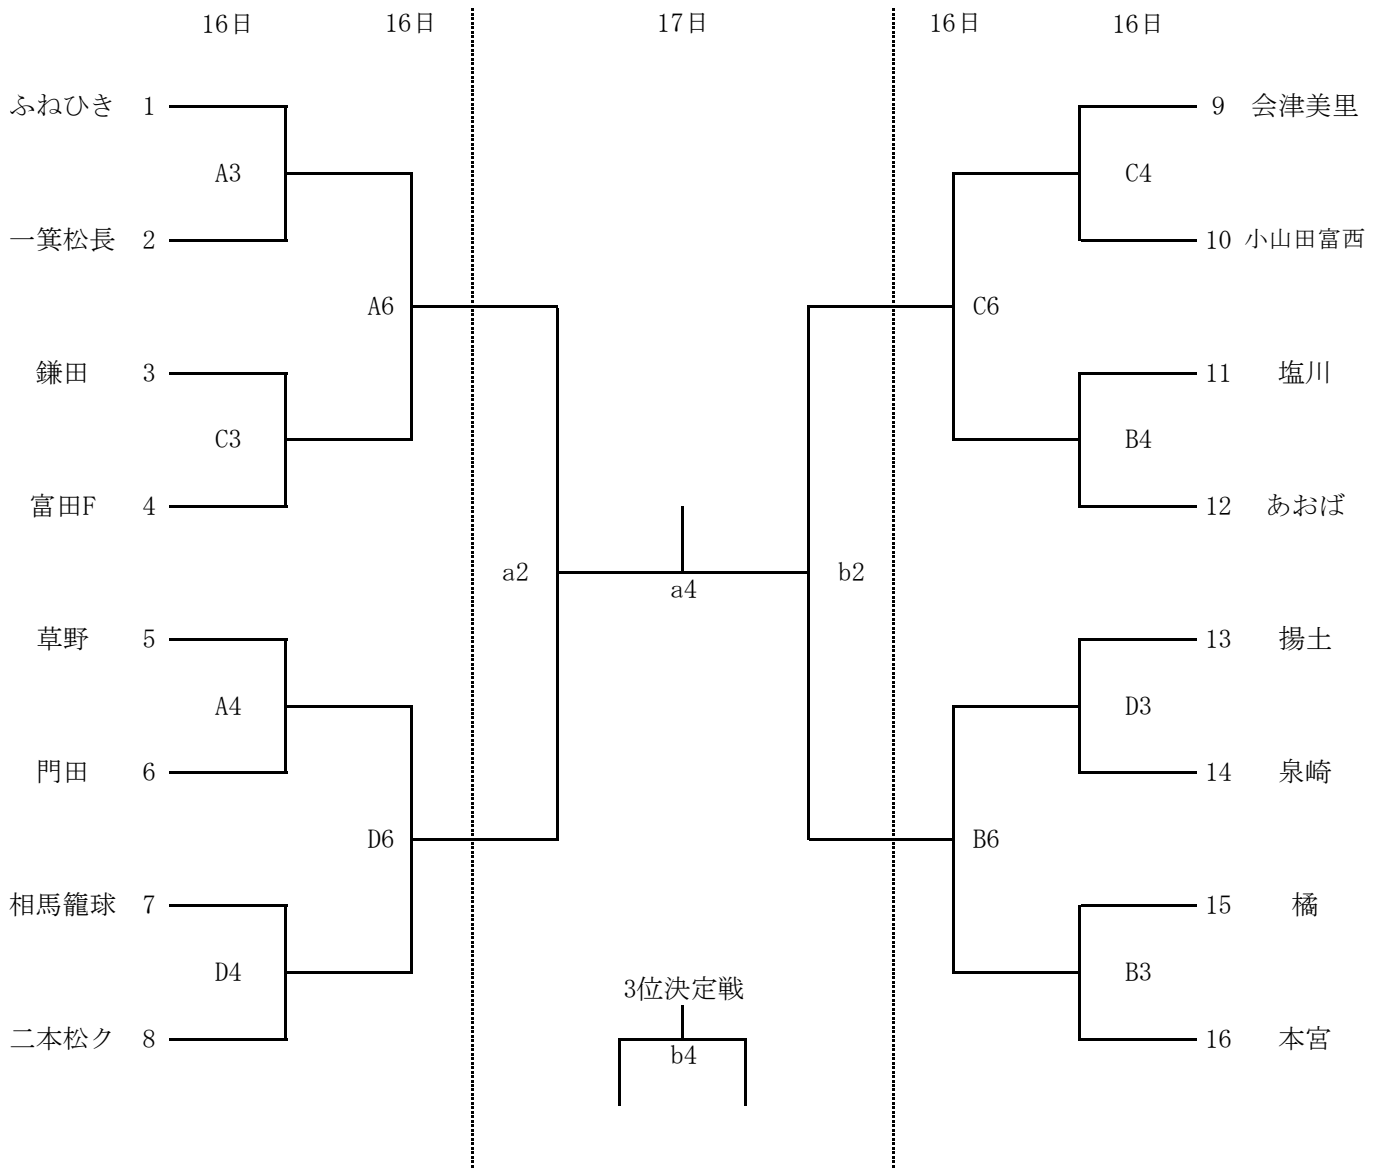 16日 16日 17日 16日 16日
ふねひき 1 9 会津美里
A3 C4
一箕松長 2 10 小山田富西
A6 C6
鎌田 3 11 塩川
C3 B4
富田F 4 12 あおば
a2 a4 b2
草野 5 13 揚土
A4 D3
門田 6 14 泉崎
D6 B6
相馬籠球 7 15 橘
D4 B3
3位決定戦
二本松ク 8 16 本宮
b4